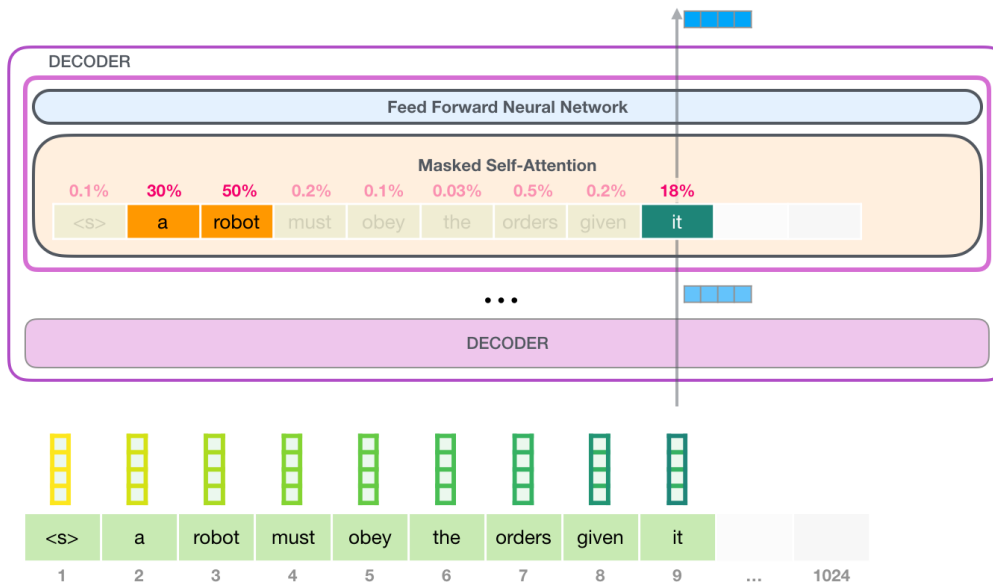 DECODER
Feed Forward Neural Network
Masked Self-Attention
0.1% 30% 50% 0.2% 0.1% 0.03% 0.5% 0.2% 18%
<s> a robot must obey the orders given it
...
DECODER
<s> a robot must obey the orders given it
1 2 3 4 5 6 7 8 9 ... 1024